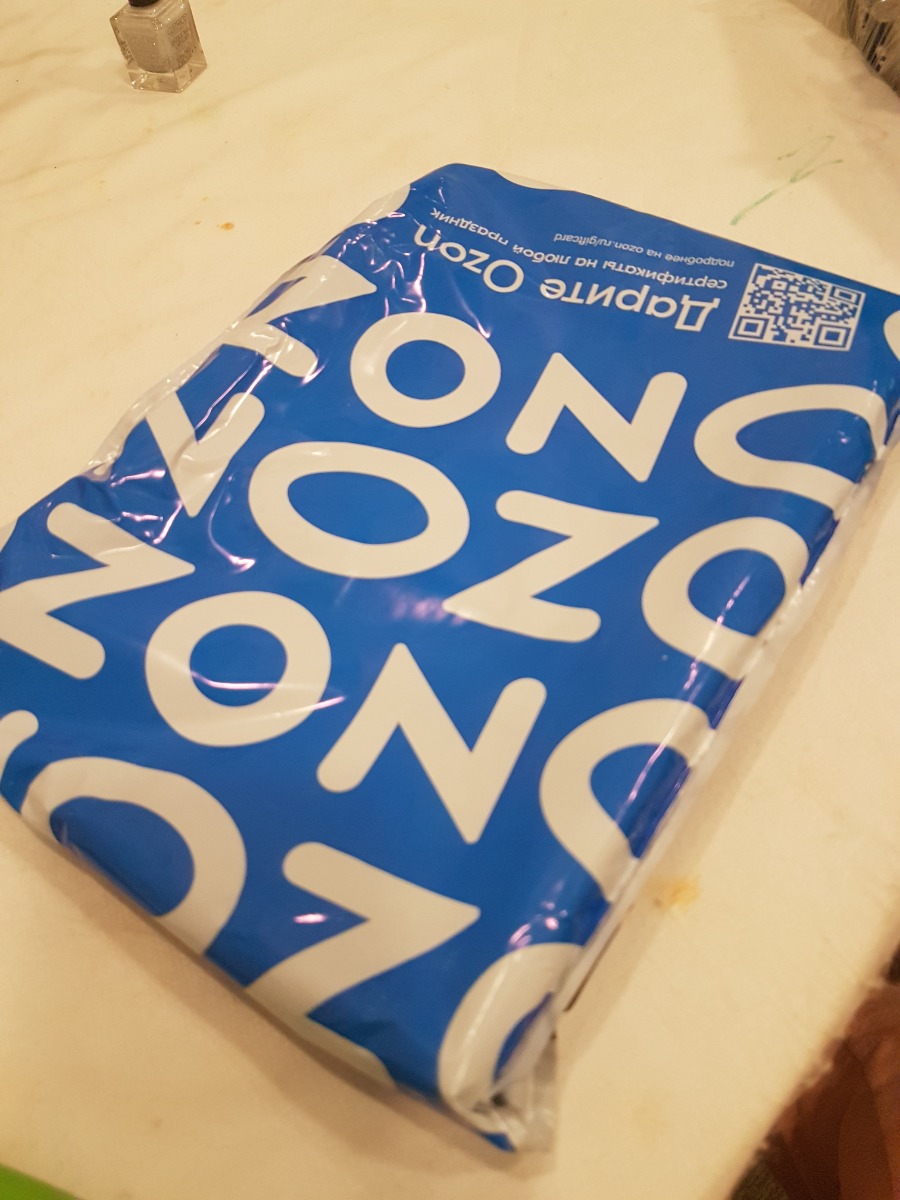 Дарите Ozon
сертификаты на любой праздник
подробнее на ozon.ru/giftcard
OZON
OZON
OZON
OZON